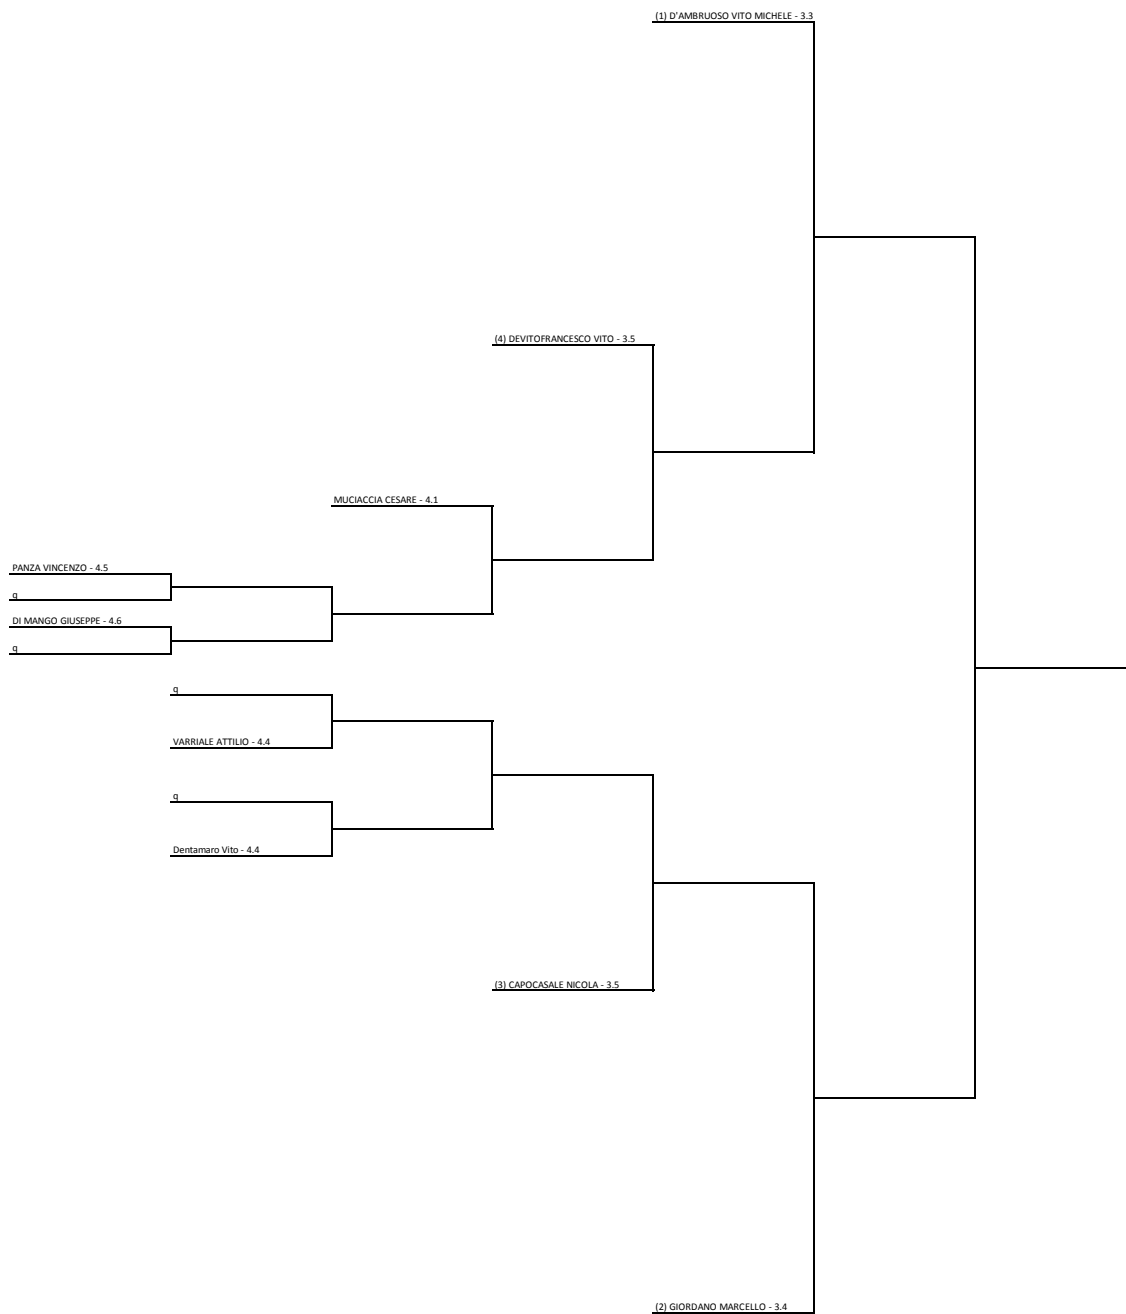 (1) D'AMBRUOSO VITO MICHELE - 3.3
(4) DEVITOFRANCESCO VITO - 3.5
MUCIACCIA CESARE - 4.1
PANZA VINCENZO - 4.5
q
DI MANGO GIUSEPPE - 4.6
q
q
VARRIALE ATTILIO - 4.4
q
Dentamaro Vito - 4.4
(3) CAPOCASALE NICOLA - 3.5
(2) GIORDANO MARCELLO - 3.4